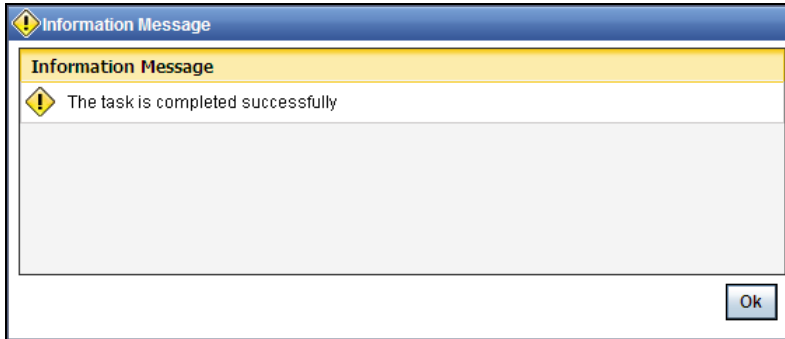 Information Message
Information Message
The task is completed successfully
Ok